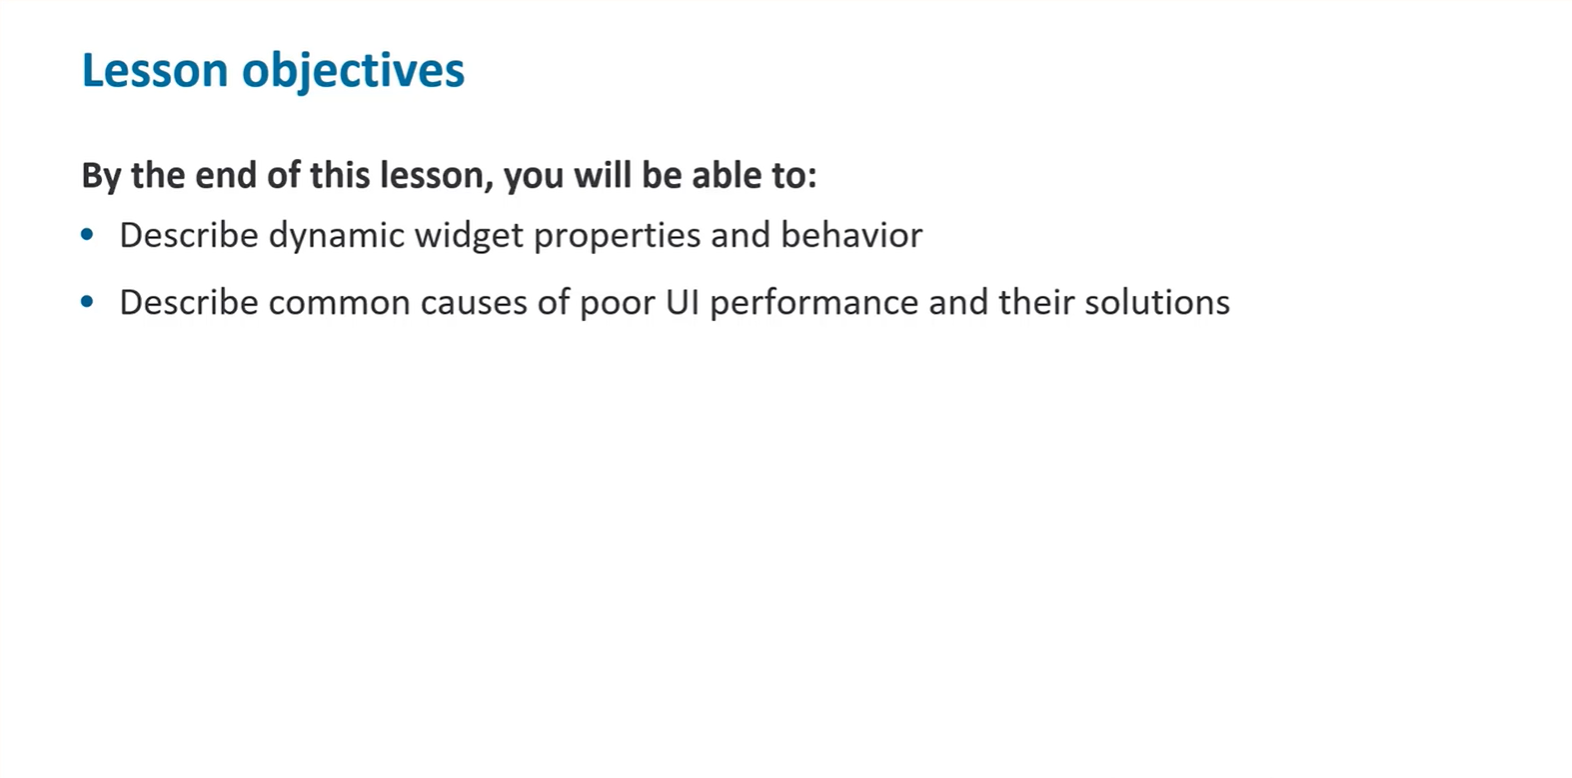 Lesson objectives
By the end of this lesson, you will be able to:
• Describe dynamic widget properties and behavior
• Describe common causes of poor UI performance and their solutions